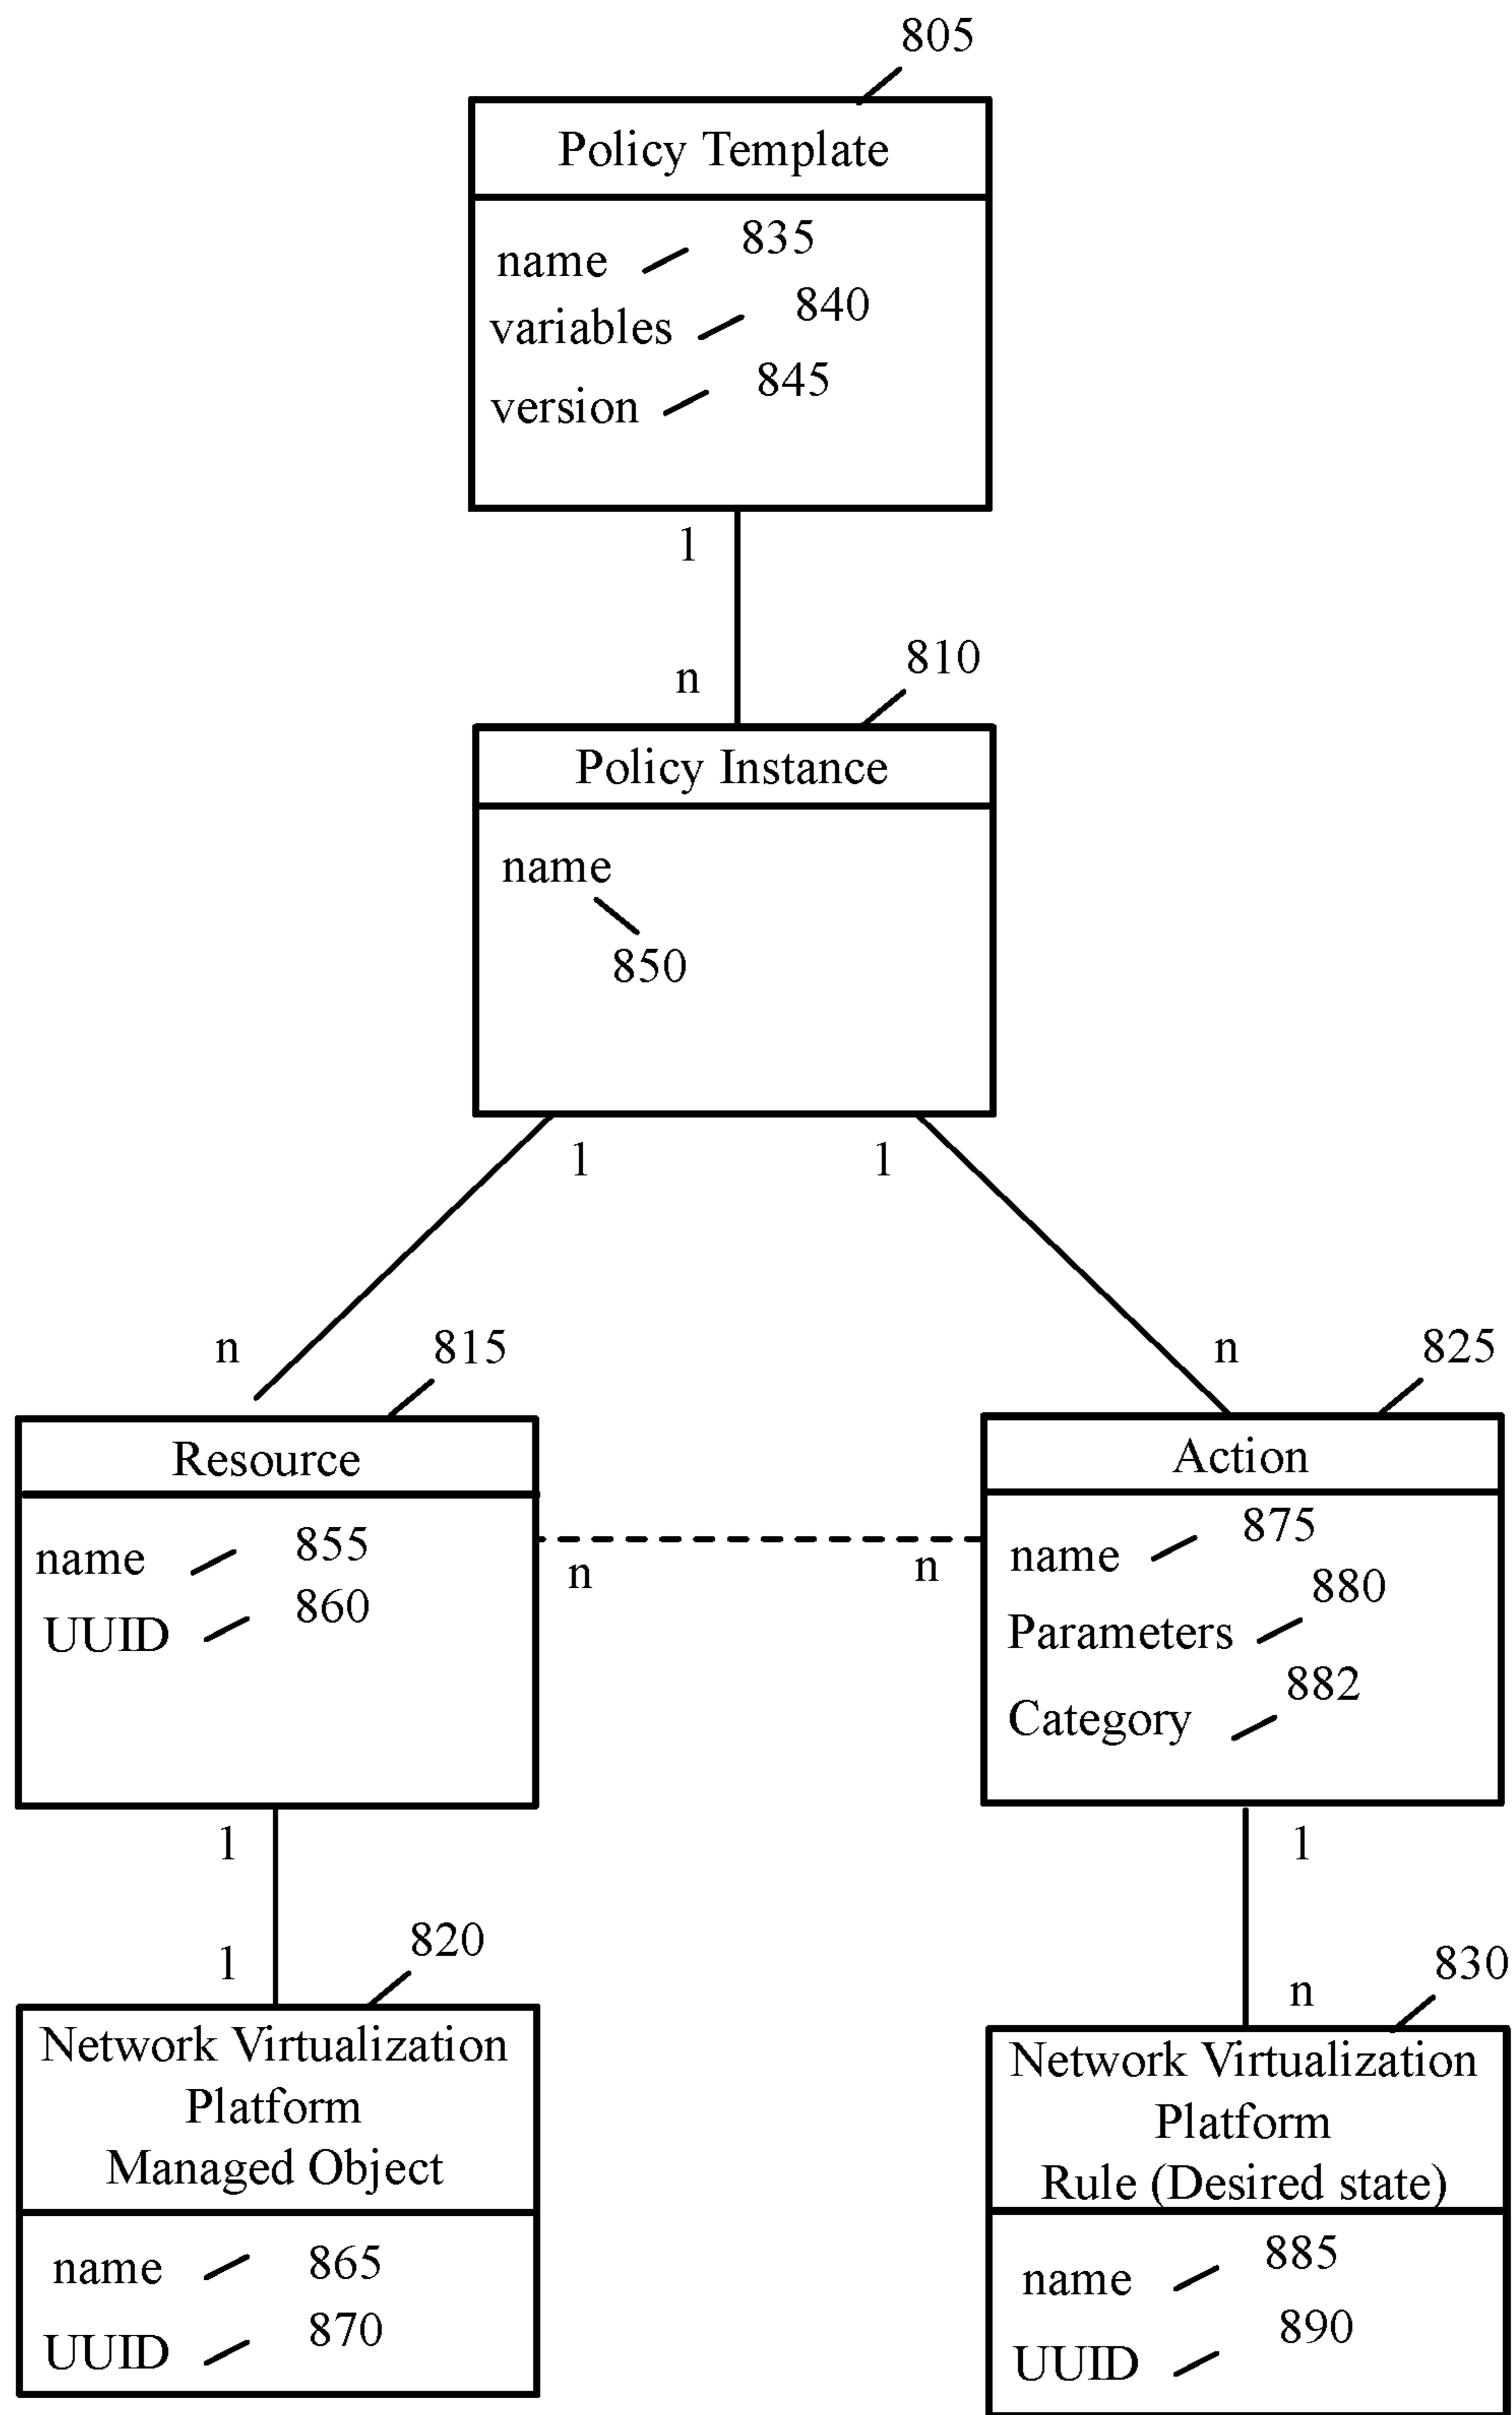 805
Policy Template
name 835
variables 840
version 845
1
n
810
Policy Instance
name
850
1 1
n 815 n 825
Resource
name 855
UUID 860
n n
Action
name 875
Parameters 880
Category 882
1 1
1 820
n 830
Network Virtualization
Platform
Managed Object
name 865
UUID 870
Network Virtualization
Platform
Rule (Desired state)
name 885
UUID 890